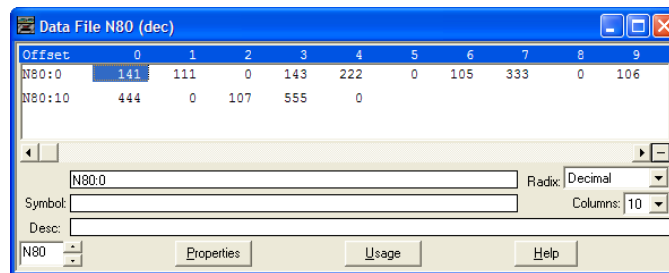 Data File N80 (dec)
Offset 0 1 2 3 4 5 6 7 8 9
N80:0 141 111 0 143 222 0 105 333 0 106
N80:10 444 0 107 555 0
N80:0 Radix: Decimal
Symbol: Columns: 10
Desc:
N80 Properties Usage Help